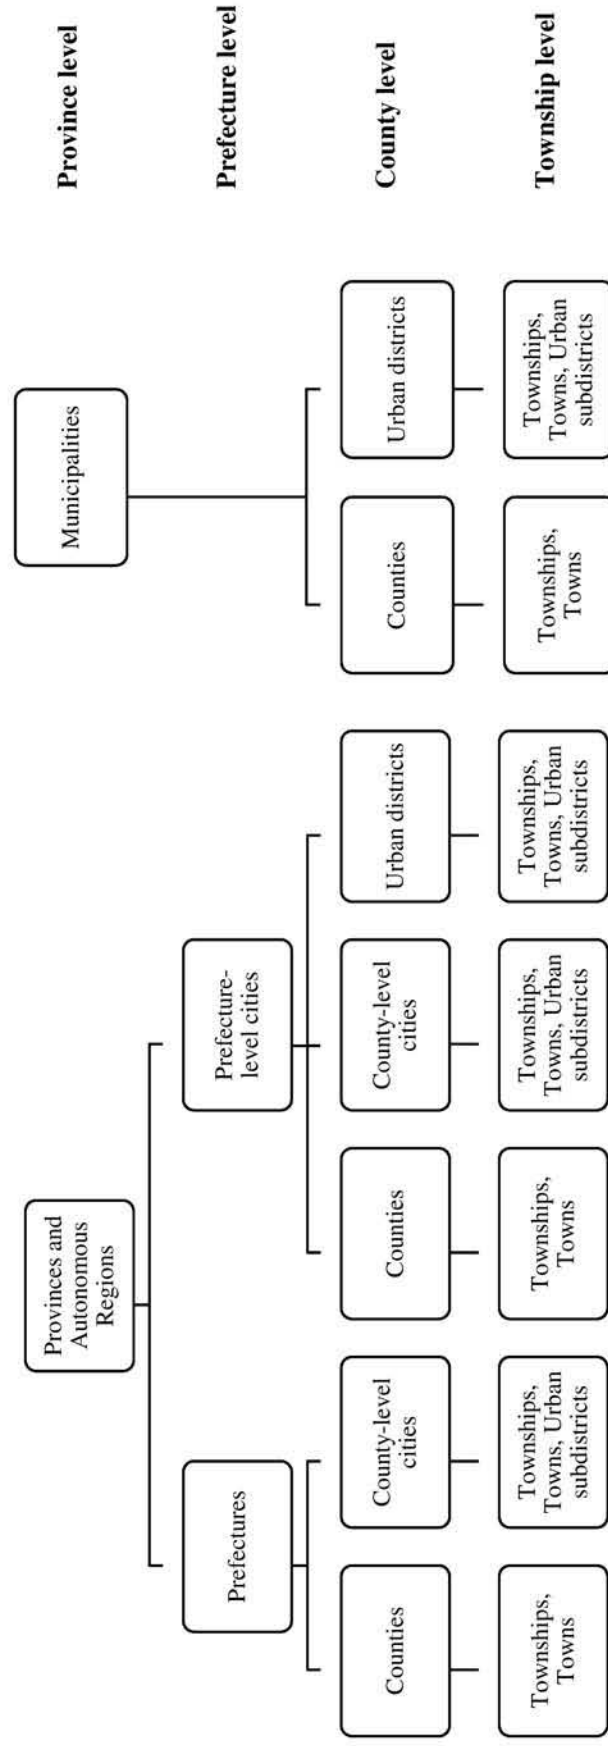 Provinces and
Autonomous
Regions
Municipalities
Province level
Prefectures
Prefecture-
level cities
Prefecture level
Counties
County-level
cities
Counties
County-level
cities
Urban districts
Counties
Urban districts
County level
Townships,
Towns
Townships,
Towns, Urban
subdistricts
Townships,
Towns
Townships,
Towns, Urban
subdistricts
Townships,
Towns, Urban
subdistricts
Townships,
Towns
Townships,
Towns, Urban
subdistricts
Township level